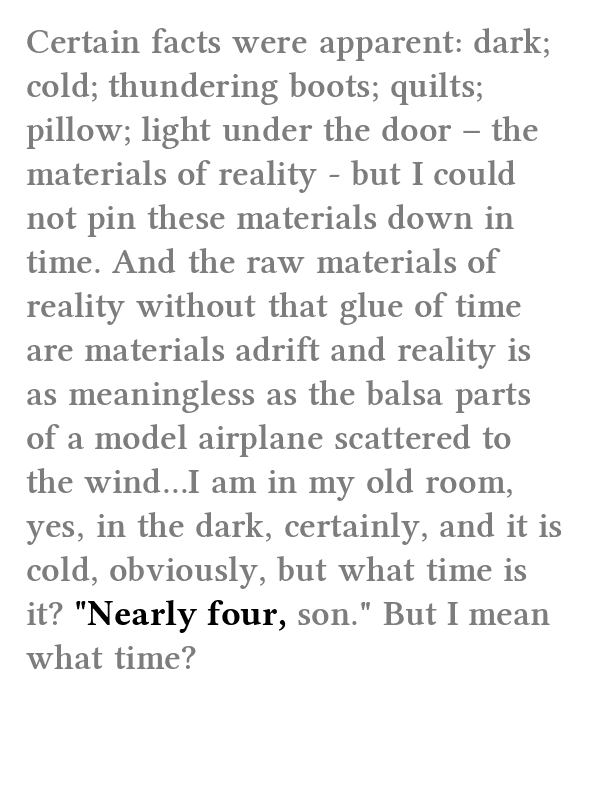 Certain facts were apparent: dark;
cold; thundering boots; quilts;
pillow; light under the door – the
materials of reality - but I could
not pin these materials down in
time. And the raw materials of
reality without that glue of time
are materials adrift and reality is
as meaningless as the balsa parts
of a model airplane scattered to
the wind...I am in my old room,
yes, in the dark, certainly, and it is
cold, obviously, but what time is
it? "Nearly four, son." But I mean
what time?